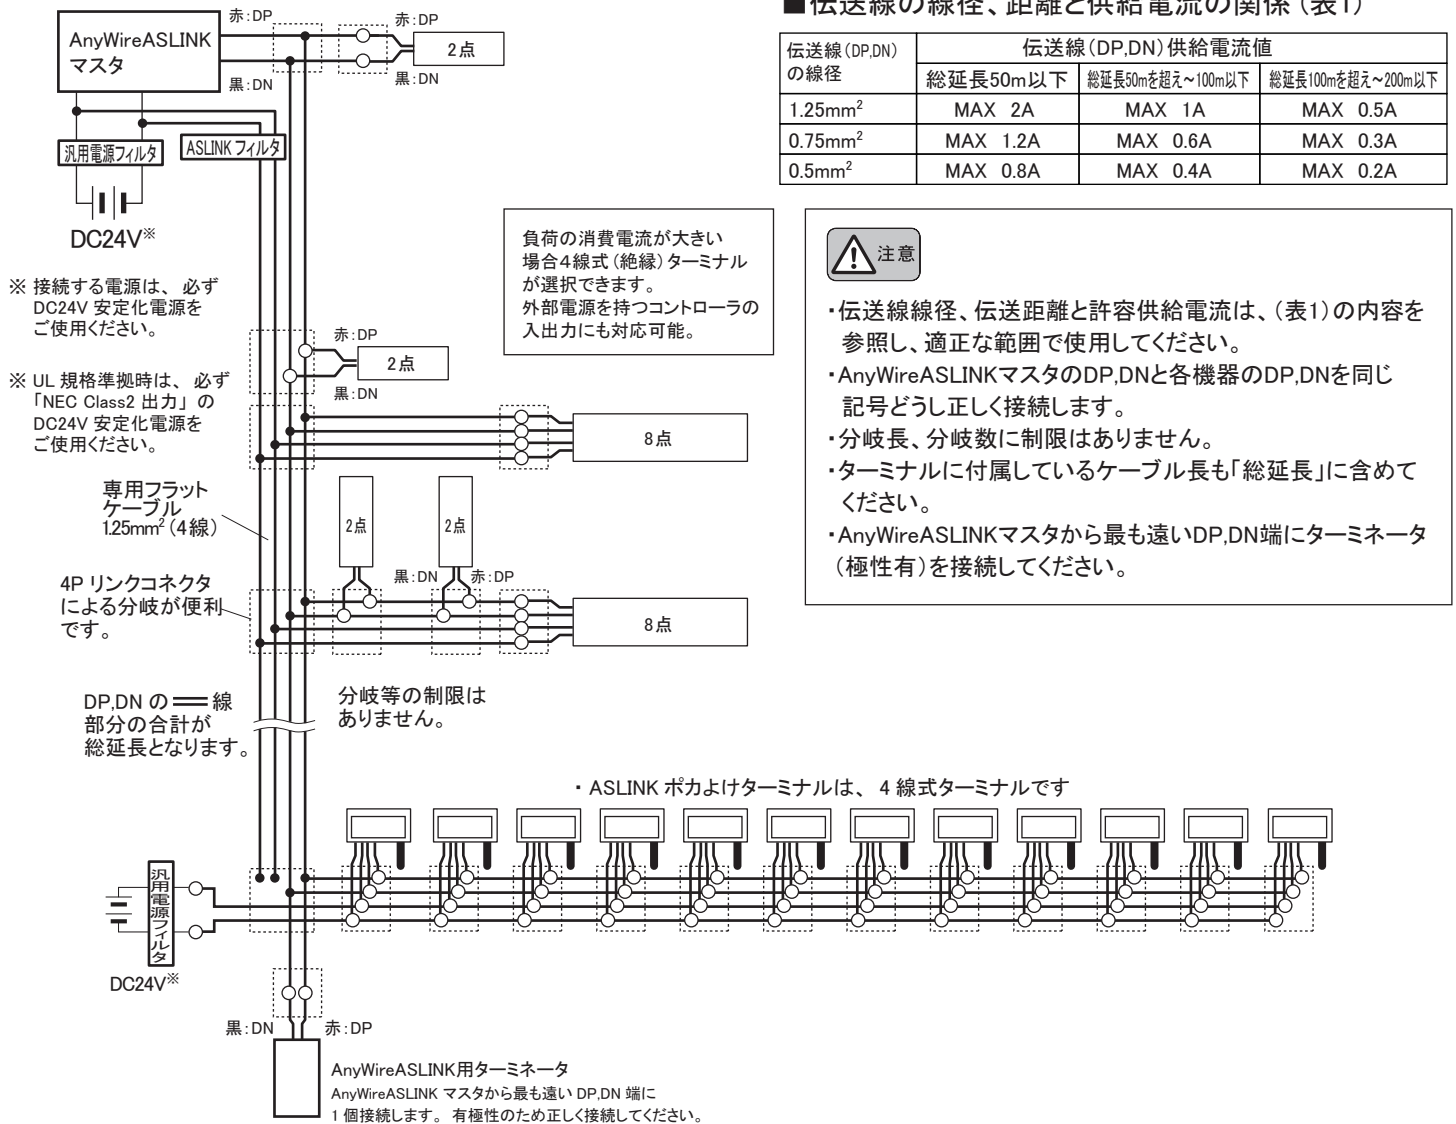 赤:DP
AnyWireASLINK
マスタ
黒:DN
赤:DP
2点
黒:DN
汎用電源フィルタ
ASLINK フィルタ
DC24V※
■伝送線の線径、距離と供給電流の関係(表1)
伝送線(DP,DN)
の線径
伝送線(DP,DN)供給電流値
総延長50m以下 総延長50mを超え~100m以下 総延長100mを超え~200m以下
1.25mm² MAX 2A MAX 1A MAX 0.5A
0.75mm² MAX 1.2A MAX 0.6A MAX 0.3A
0.5mm² MAX 0.8A MAX 0.4A MAX 0.2A
※ 接続する電源は、必ず
DC24V 安定化電源を
ご使用ください。
※ UL 規格準拠時は、必ず
「NEC Class2 出力」の
DC24V 安定化電源を
ご使用ください。
負荷の消費電流が大きい
場合4線式(絶縁)ターミナル
が選択できます。
外部電源を持つコントローラの
入出力にも対応可能。
注意
・伝送線線径、伝送距離と許容供給電流は、(表1)の内容を
参照し、適正な範囲で使用してください。
・AnyWireASLINKマスタのDP,DNと各機器のDP,DNを同じ
記号どうし正しく接続します。
・分岐長、分岐数に制限はありません。
・ターミナルに付属しているケーブル長も「総延長」に含めて
ください。
・AnyWireASLINKマスタから最も遠いDP,DN端にターミネータ
(極性有)を接続してください。
赤:DP
2点
黒:DN
8点
専用フラット
ケーブル
1.25mm²(4線)
2点
2点
黒:DN
赤:DP
4P リンクコネクタ
による分岐が便利
です。
8点
DP,DN の 線
部分の合計が
総延長となります。
分岐等の制限は
ありません。
・ASLINK ポカよけターミナルは、4 線式ターミナルです
汎用電源フィルタ
DC24V※
黒:DN
赤:DP
AnyWireASLINK用ターミネータ
AnyWireASLINK マスタから最も遠い DP,DN 端に
1 個接続します。有極性のため正しく接続してください。